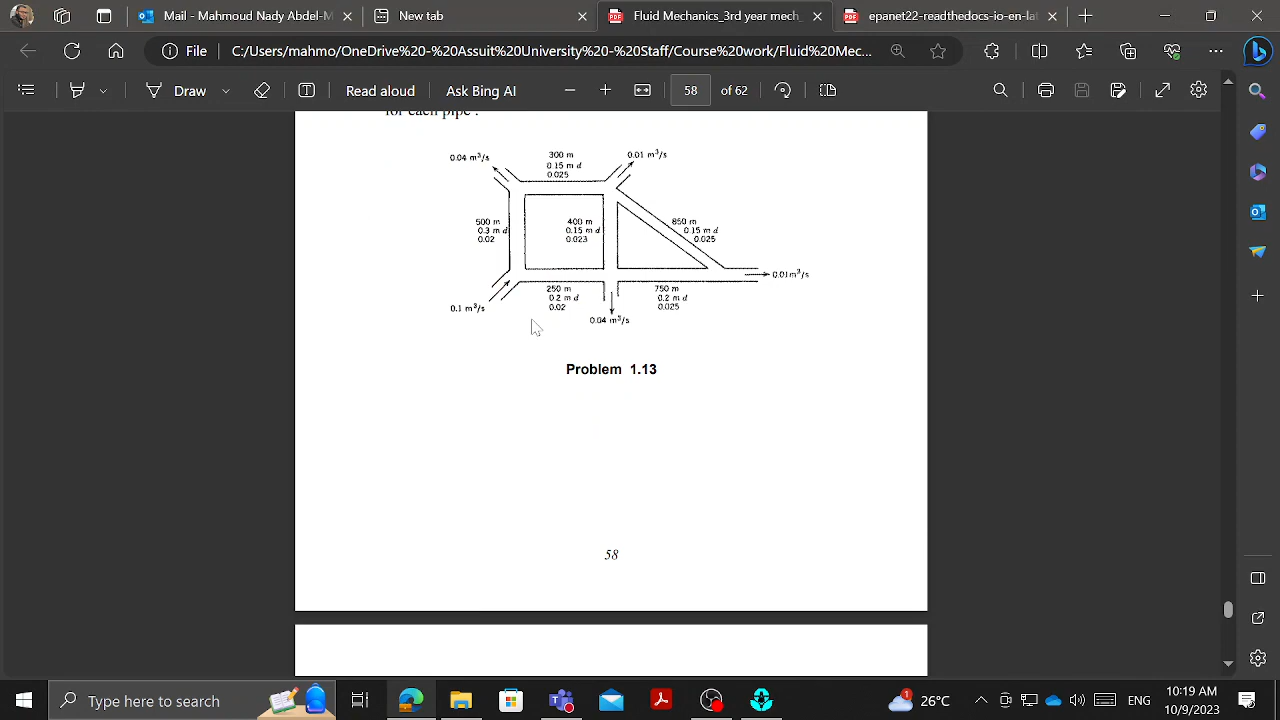 Mail - Mahmoud Nady Abdel-M
New tab
Fluid Mechanics_3rd year mech_
epanet22-readthedocs-io-en-la
File
C:/Users/mahmo/OneDrive%20-%20Assuit%20University%20-%20Staff/Course%20work/Fluid%20Mec...
Draw
Read aloud
Ask Bing AI
58
of 62
for each pipe .
0.04 m³/s
300 m
0.15 m d
0.025
0.01 m³/s
500 m
0.3 m d
0.02
400 m
0.15 m d
0.023
850 m
0.15 m d
0.025
0.01 m³/s
0.1 m³/s
250 m
0.2 m d
0.02
0.04 m³/s
750 m
0.2 m d
0.025
Problem 1.13
58
Type here to search
1
26°C
ENG
10:19 AM
10/9/2023